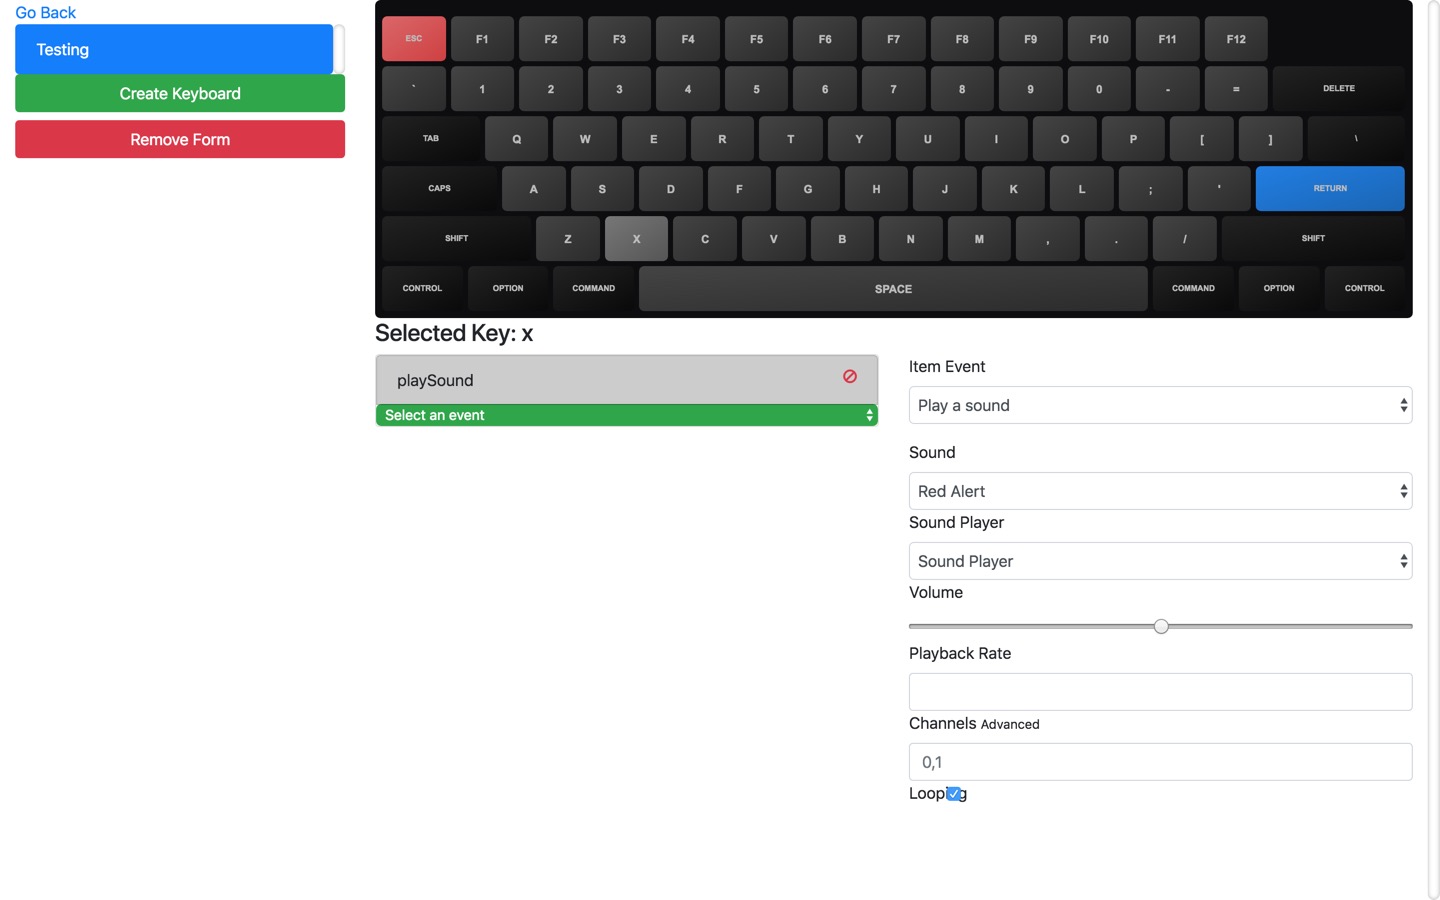 Go Back
Testing
Create Keyboard
Remove Form
ESC F1 F2 F3 F4 F5 F6 F7 F8 F9 F10 F11 F12
` 1 2 3 4 5 6 7 8 9 0 - = DELETE
TAB Q W E R T Y U I O P [ ] \
CAPS A S D F G H J K L ; ' RETURN
SHIFT Z X C V B N M , . / SHIFT
CONTROL OPTION COMMAND SPACE COMMAND OPTION CONTROL
Selected Key: x
playSound
Select an event
Item Event
Play a sound
Sound
Red Alert
Sound Player
Sound Player
Volume
Playback Rate
Channels Advanced
0,1
Looping